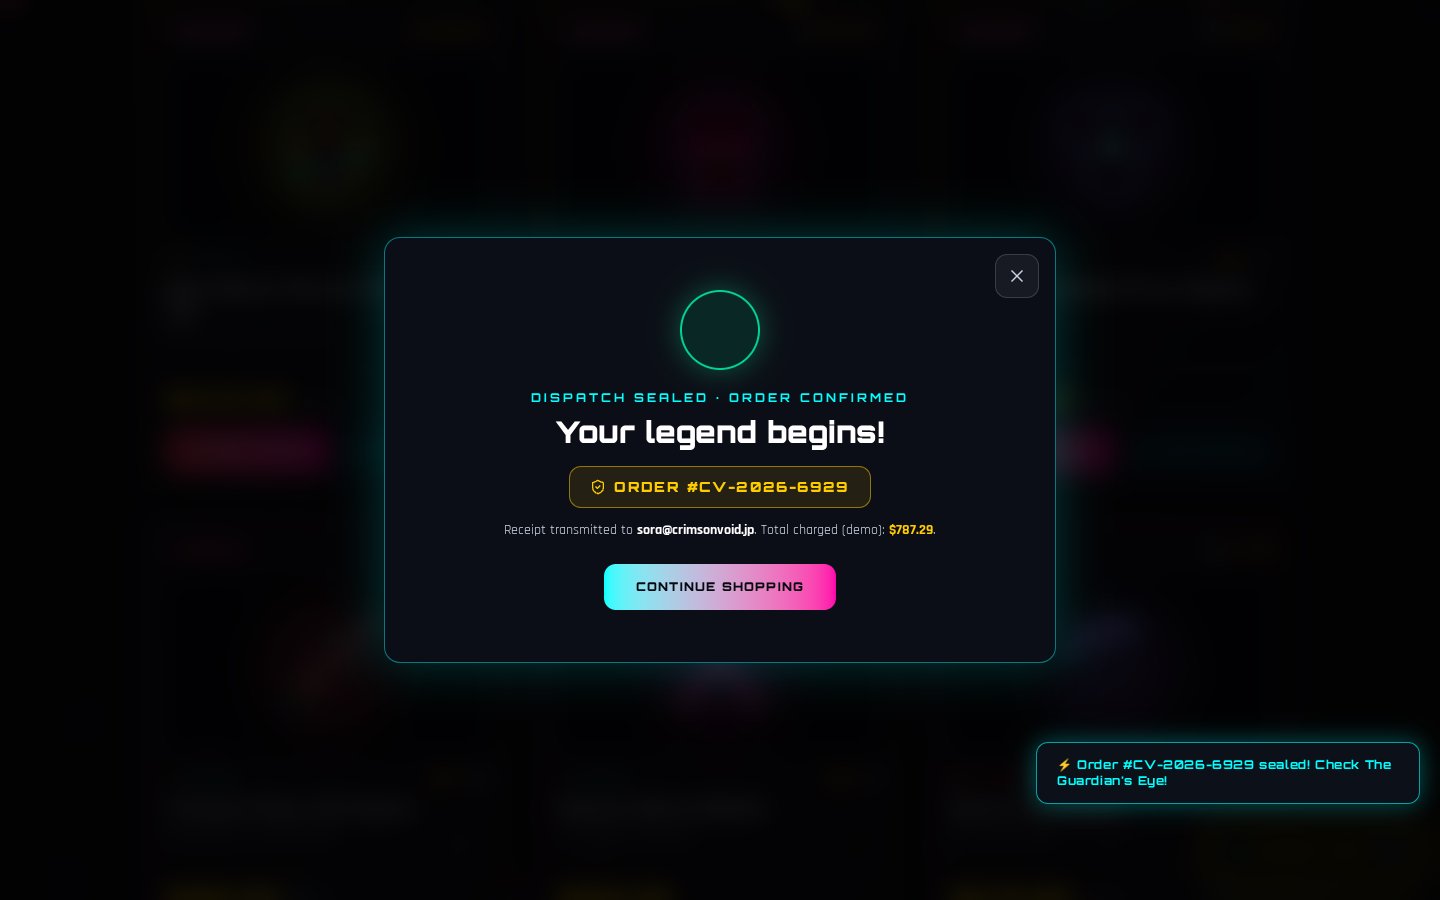 DISPATCH SEALED · ORDER CONFIRMED
Your legend begins!
ORDER #CV-2026-6929
Receipt transmitted to sora@crimsonvoid.jp. Total charged (demo): $787.29.
CONTINUE SHOPPING
⚡ Order #CV-2026-6929 sealed! Check The
Guardian's Eye!